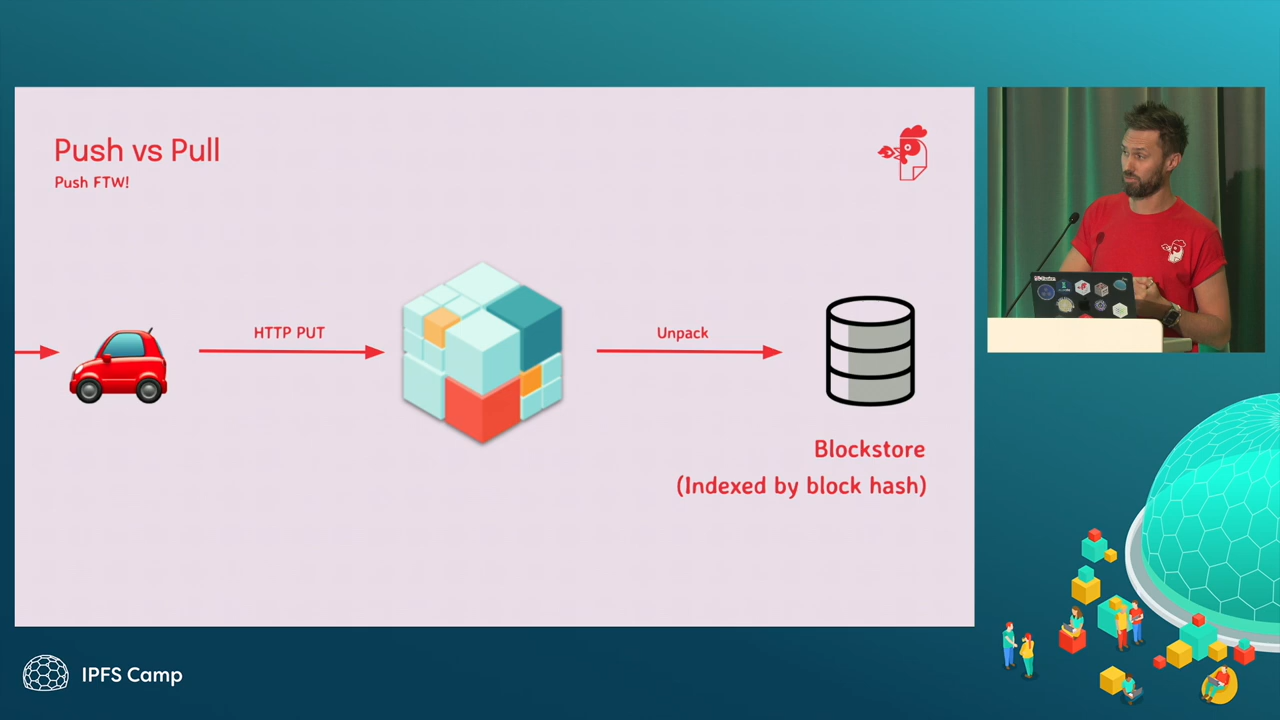 Push vs Pull
Push FTW!
HTTP PUT
Unpack
Blockstore
(Indexed by block hash)
IPFS Camp